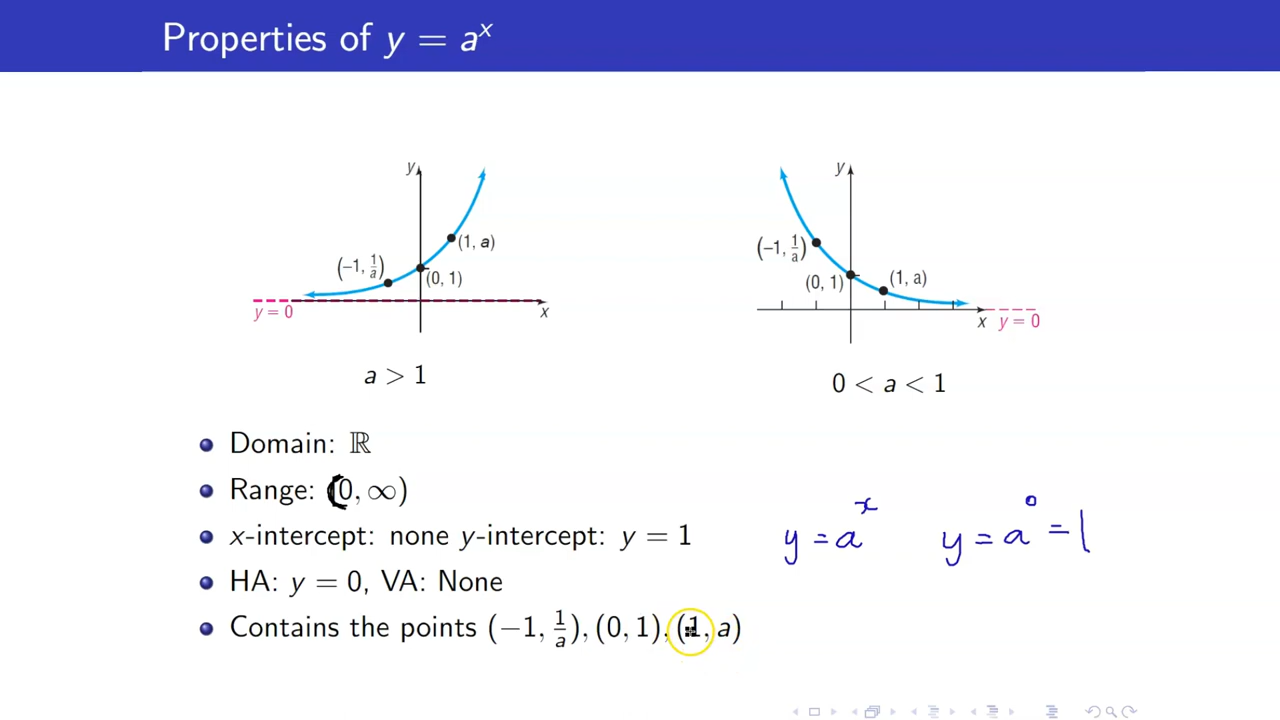 Properties of y = aˣ
y
(1, a)
(−1, 1/a)
(0, 1)
y = 0
x
a > 1
y
(−1, 1/a)
(0, 1)
(1, a)
x
y = 0
0 < a < 1
Domain: ℝ
Range: (0, ∞)
x-intercept: none y-intercept: y = 1
y = aˣ y = a⁰ = 1
HA: y = 0, VA: None
Contains the points (−1, 1/a), (0, 1), (1, a)